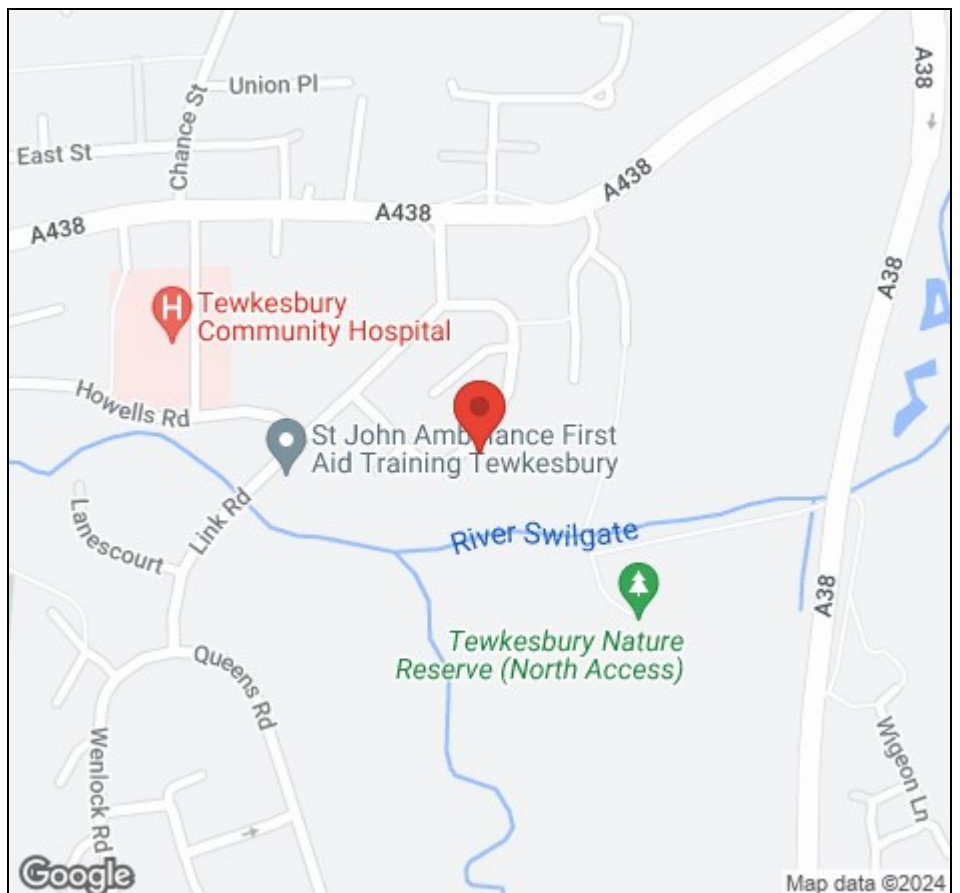 Union Pl
A38
East St
Chance St
A438
A438
A438
A38
H
Tewkesbury
Community Hospital
Howells Rd
St John Ambulance First
Aid Training Tewkesbury
Link Rd
Lanescourt
River Swilgate
A38
Tewkesbury Nature
Reserve (North Access)
Queens Rd
Wenlock Rd
Wigeon Ln
Google
Map data ©2024